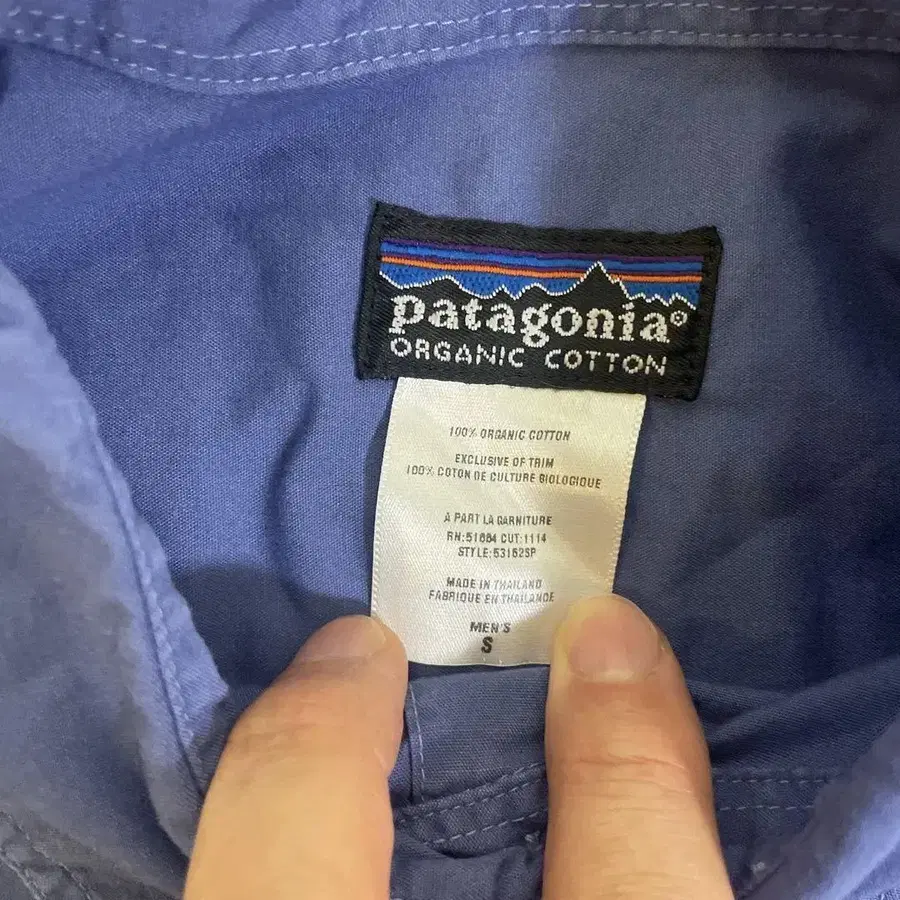 patagonia®
ORGANIC COTTON
100% ORGANIC COTTON
EXCLUSIVE OF TRIM
100% COTON DE CULTURE BIOLOGIQUE
A PART LA GARNITURE
RN:51884 CUT:1114
STYLE:53162SP
MADE IN THAILAND
FABRIQUE EN THAILANDE
MEN'S
S